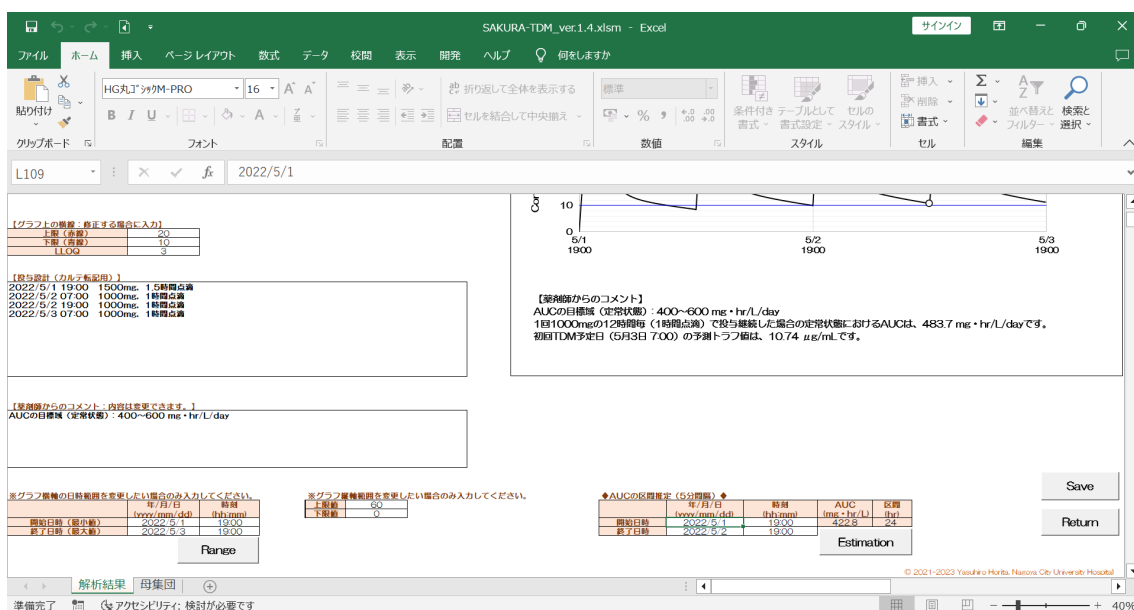 SAKURA-TDM_ver.1.4.xlsm - Excel
サインイン
ファイル ホーム 挿入 ページ レイアウト 数式 データ 校閲 表示 開発 ヘルプ 何をしますか
貼り付け
HG丸ゴシックM-PRO 16
B I U
折り返して全体を表示する
セルを結合して中央揃え
標準
条件付き書式
テーブルとして書式設定
セルのスタイル
挿入
削除
書式
並べ替えとフィルター
検索と選択
クリップボード フォント 配置 数値 スタイル セル 編集
L109 fx 2022/5/1
【グラフ上の横線：修正する場合に入力】
上限（赤線） 20
下限（青線） 10
LLOQ 3
10
0
5/1 5/2 5/3
19:00 19:00 19:00
【投与設計（カルテ転記用）】
2022/5/1 19:00 1500mg，1.5時間点滴
2022/5/2 07:00 1000mg，1時間点滴
2022/5/2 19:00 1000mg，1時間点滴
2022/5/3 07:00 1000mg，1時間点滴
【薬剤師からのコメント】
AUCの目標域（定常状態）：400～600 mg・hr/L/day
1回1000mgの12時間毎（1時間点滴）で投与継続した場合の定常状態におけるAUCは、483.7 mg・hr/L/dayです。
初回TDM予定日（5月3日 7:00）の予測トラフ値は、10.74 μg/mLです。
【薬剤師からのコメント：内容は変更できます。】
AUCの目標域（定常状態）：400～600 mg・hr/L/day
※グラフ横軸の日時範囲を変更したい場合のみ入力してください。
年/月/日 時刻
(yyyy/mm/dd) (hh:mm)
開始日時（最小値） 2022/5/1 19:00
終了日時（最大値） 2022/5/3 19:00
Range
※グラフ縦軸範囲を変更したい場合のみ入力してください。
上限値 60
下限値 0
◆AUCの区間推定（5分間隔）◆
年/月/日 時刻 AUC 区間
(yyyy/mm/dd) (hh:mm) (mg・hr/L) (hr)
開始日時 2022/5/1 19:00 422.8 24
終了日時 2022/5/2 19:00
Estimation
Save
Return
© 2021-2023 Yasuhiro Horita, Nagoya City University Hospital
解析結果 母集団
準備完了 アクセシビリティ: 検討が必要です 40%